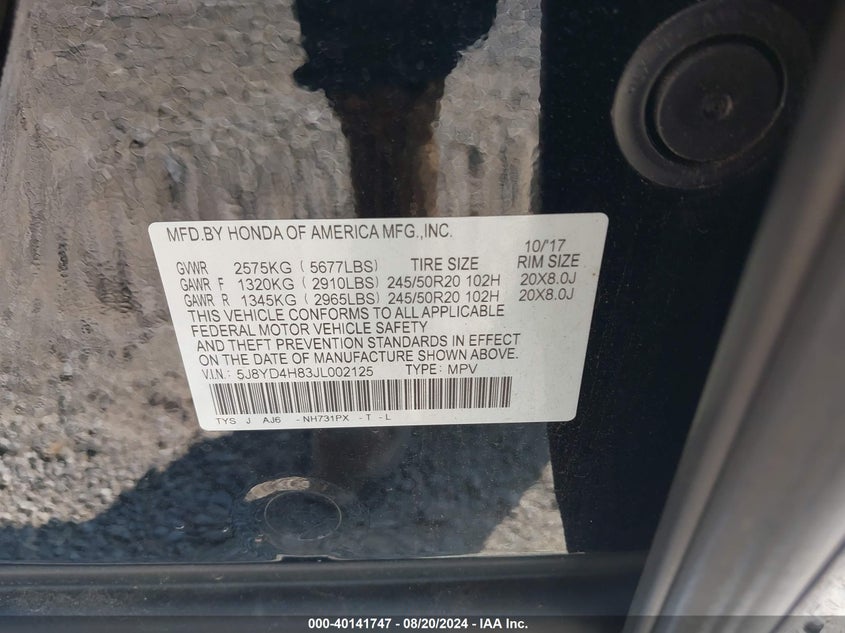 MFD.BY HONDA OF AMERICA MFG.,INC.
10/'17
GVWR 2575KG ( 5677LBS) TIRE SIZE RIM SIZE
GAWR F 1320KG ( 2910LBS) 245/50R20 102H 20X8.0J
GAWR R 1345KG ( 2965LBS) 245/50R20 102H 20X8.0J
THIS VEHICLE CONFORMS TO ALL APPLICABLE
FEDERAL MOTOR VEHICLE SAFETY
AND THEFT PREVENTION STANDARDS IN EFFECT
ON THE DATE OF MANUFACTURE SHOWN ABOVE.
V.I.N.: 5J8YD4H83JL002125 TYPE: MPV
TYS J AJ6 -NH731PX -T -L
000-40141747 - 08/20/2024 - IAA Inc.